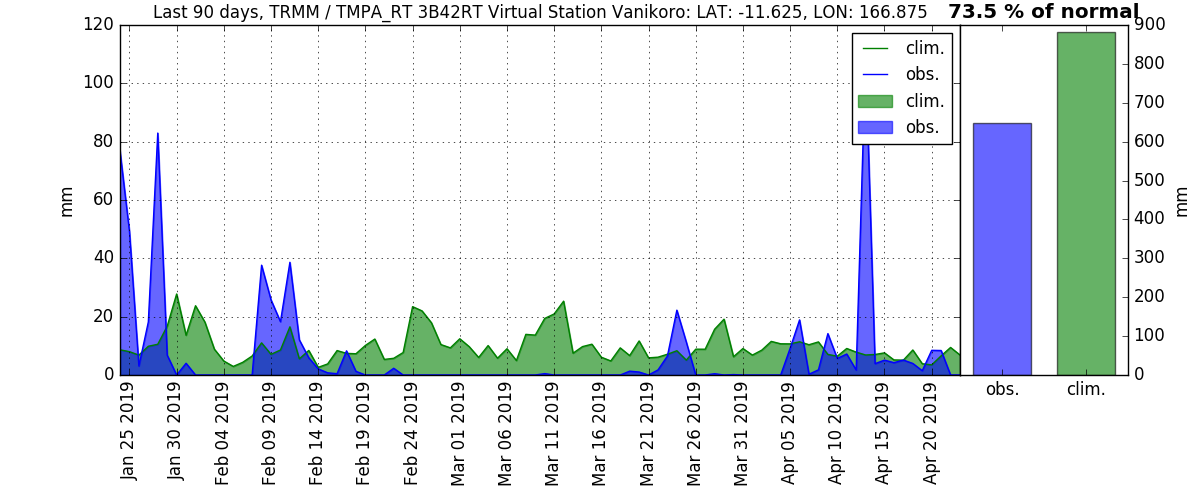 Last 90 days, TRMM / TMPA_RT 3B42RT Virtual Station Vanikoro: LAT: -11.625, LON: 166.875
73.5 % of normal
120
100
80
60
40
20
0
mm
clim.
obs.
clim.
obs.
Jan 25 2019
Jan 30 2019
Feb 04 2019
Feb 09 2019
Feb 14 2019
Feb 19 2019
Feb 24 2019
Mar 01 2019
Mar 06 2019
Mar 11 2019
Mar 16 2019
Mar 21 2019
Mar 26 2019
Mar 31 2019
Apr 05 2019
Apr 10 2019
Apr 15 2019
Apr 20 2019
900
800
700
600
500
400
300
200
100
0
mm
obs.
clim.